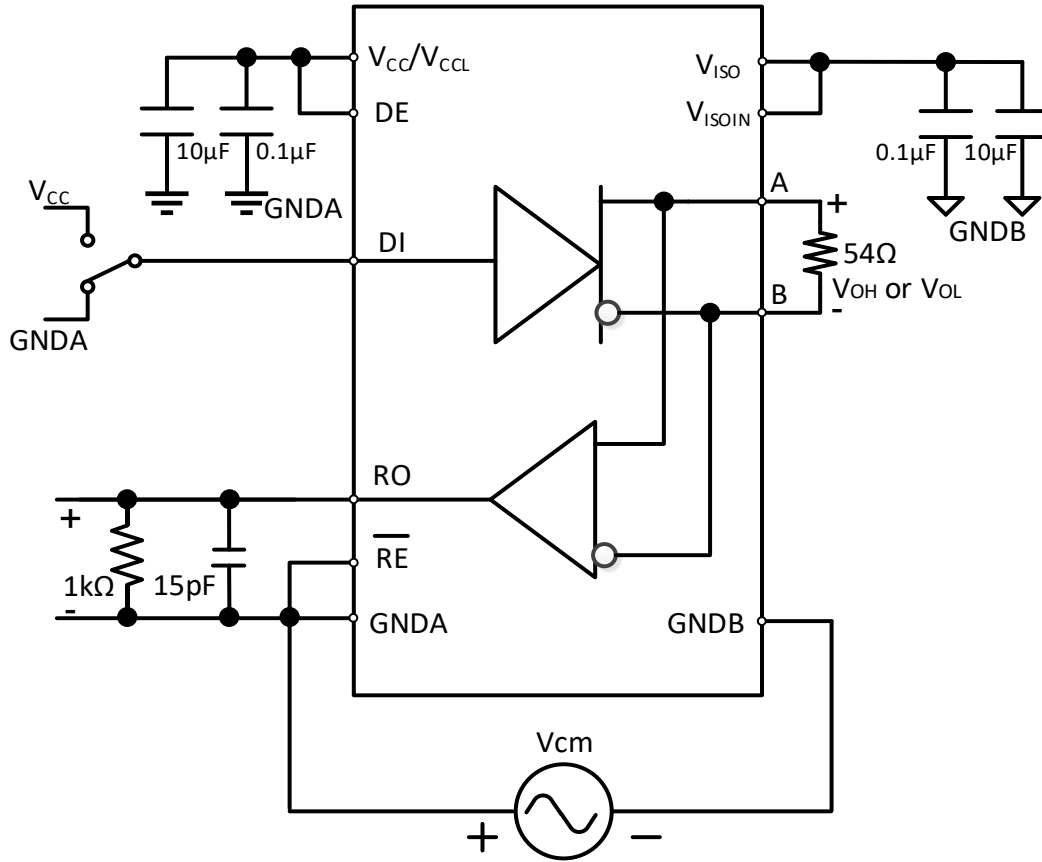 VCC/VCCL
VISO
DE
VISOIN
10μF
0.1μF
0.1μF
10μF
VCC
GNDA
A
+
GNDB
DI
54Ω
B
VOH or VOL
-
GNDA
RO
+
RE
1kΩ
15pF
-
GNDA
GNDB
Vcm
+
−